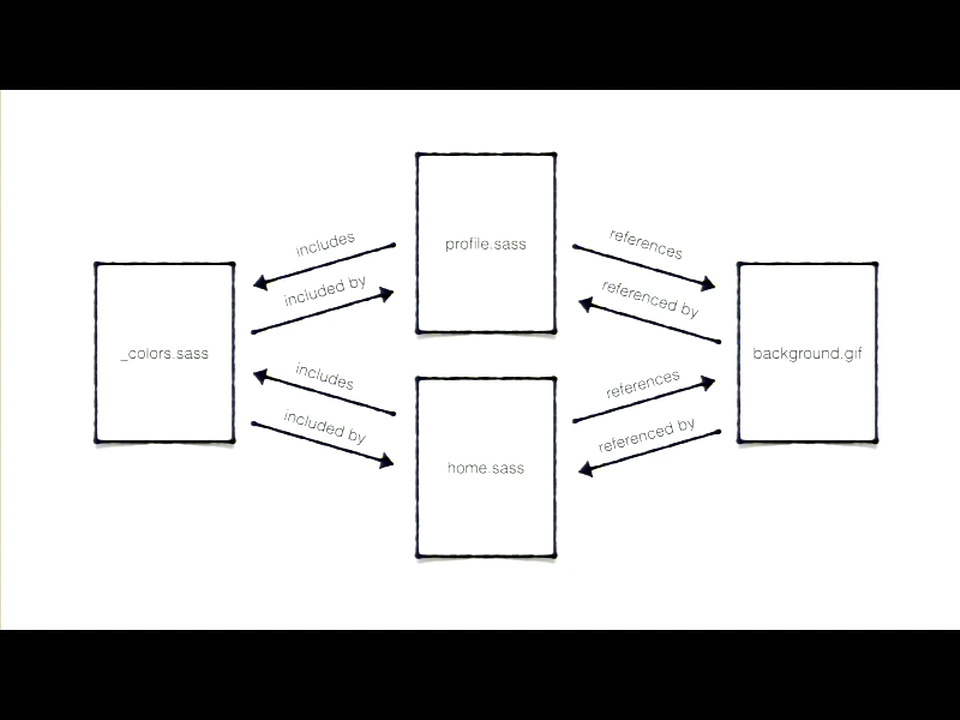 profile.sass
includes
references
included by
referenced by
_colors.sass
background.gif
includes
references
included by
referenced by
home.sass